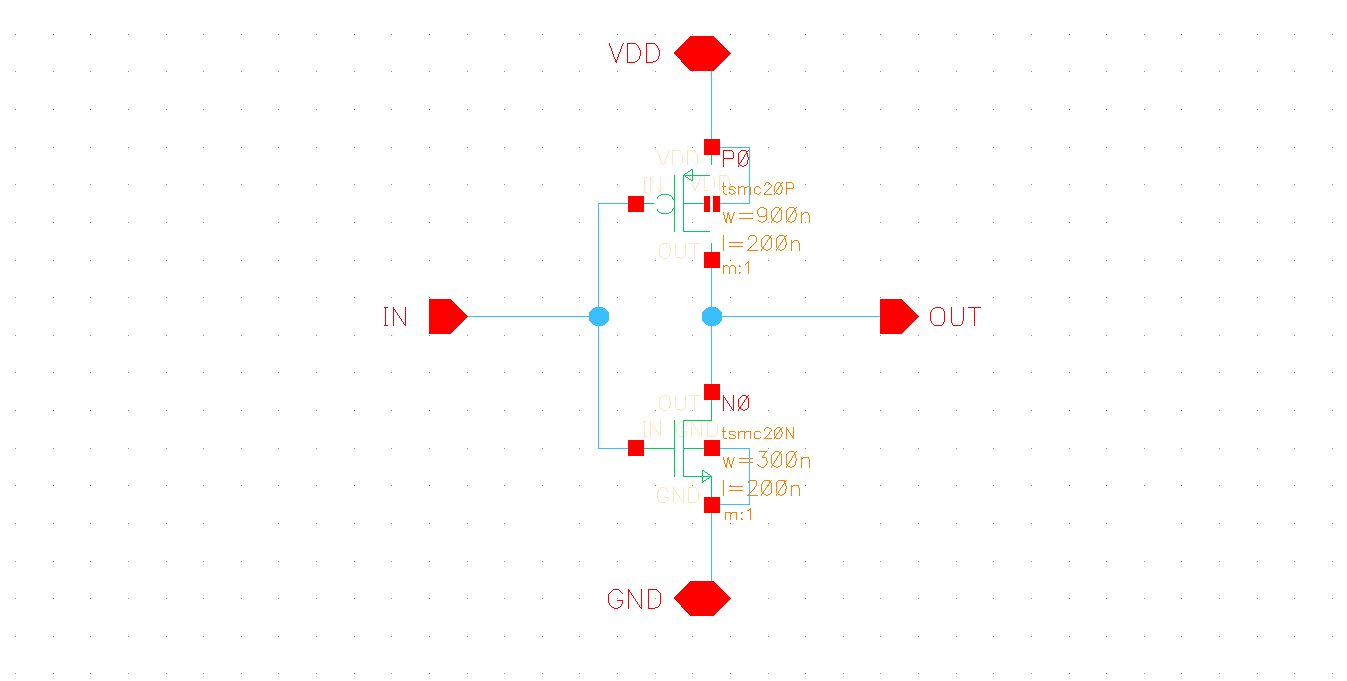 VDD
VDD
P0
IN
VDD
tsmc20P
w=900n
OUT
l=200n
m:1
IN
OUT
OUT
N0
IN
GND
tsmc20N
w=300n
GND
l=200n
m:1
GND